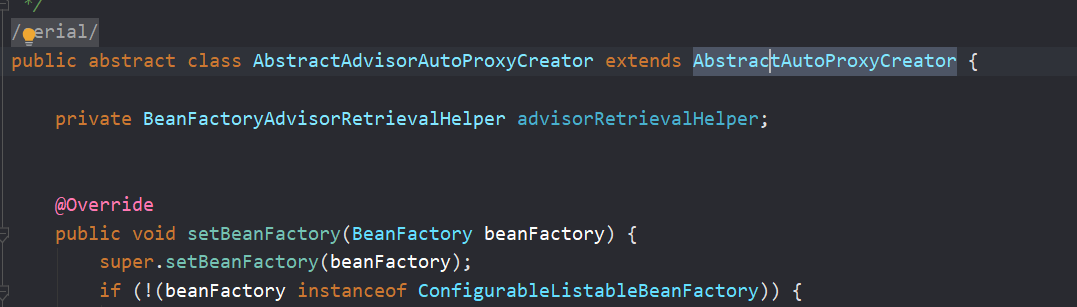 */
/serial/
public abstract class AbstractAdvisorAutoProxyCreator extends AbstractAutoProxyCreator {
private BeanFactoryAdvisorRetrievalHelper advisorRetrievalHelper;
@Override
public void setBeanFactory(BeanFactory beanFactory) {
super.setBeanFactory(beanFactory);
if (!(beanFactory instanceof ConfigurableListableBeanFactory)) {